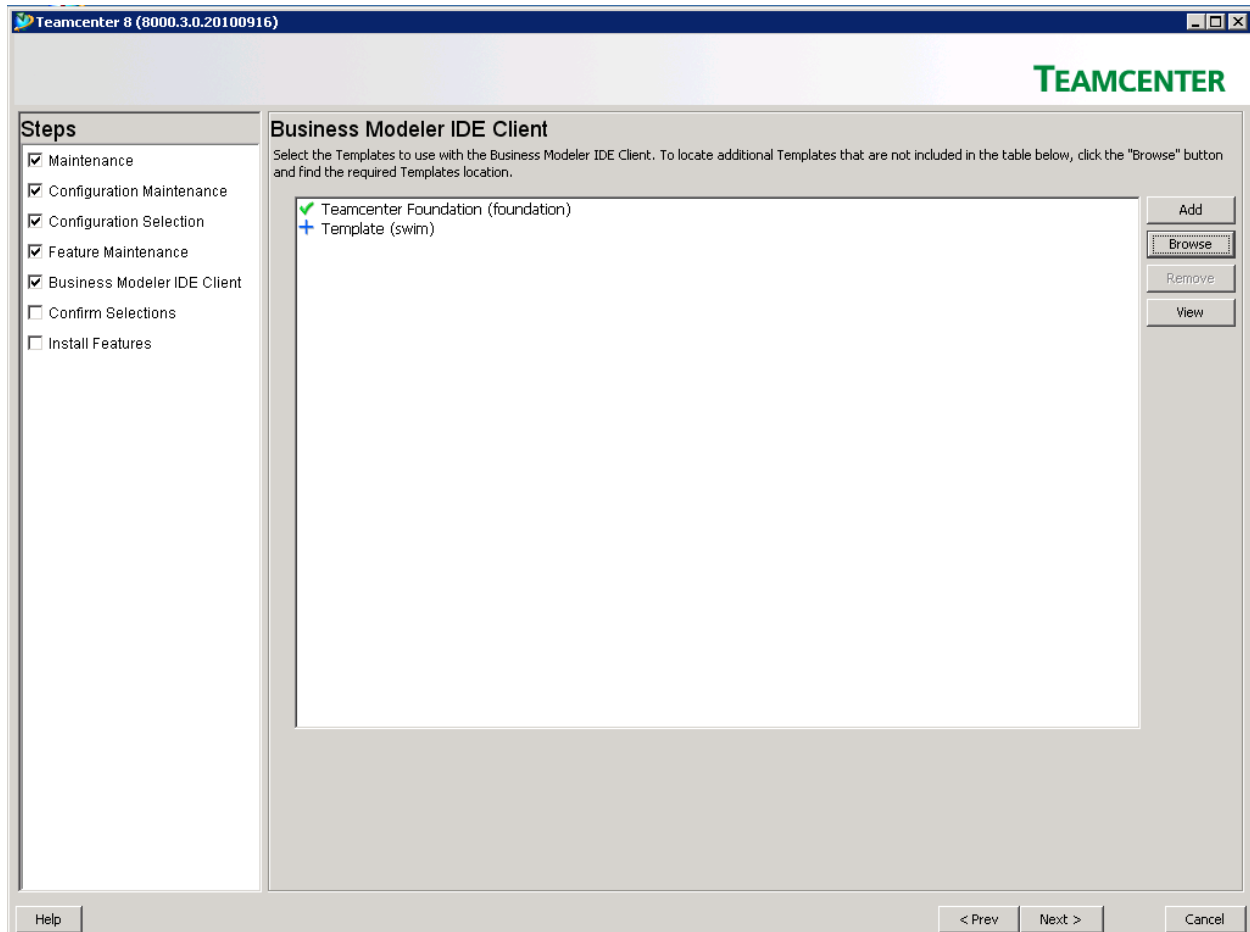 Teamcenter 8 (8000.3.0.20100916)
TEAMCENTER
Steps
Maintenance
Configuration Maintenance
Configuration Selection
Feature Maintenance
Business Modeler IDE Client
Confirm Selections
Install Features
Business Modeler IDE Client
Select the Templates to use with the Business Modeler IDE Client. To locate additional Templates that are not included in the table below, click the "Browse" button
and find the required Templates location.
Teamcenter Foundation (foundation)
Template (swim)
Add
Browse
Remove
View
Help
< Prev
Next >
Cancel